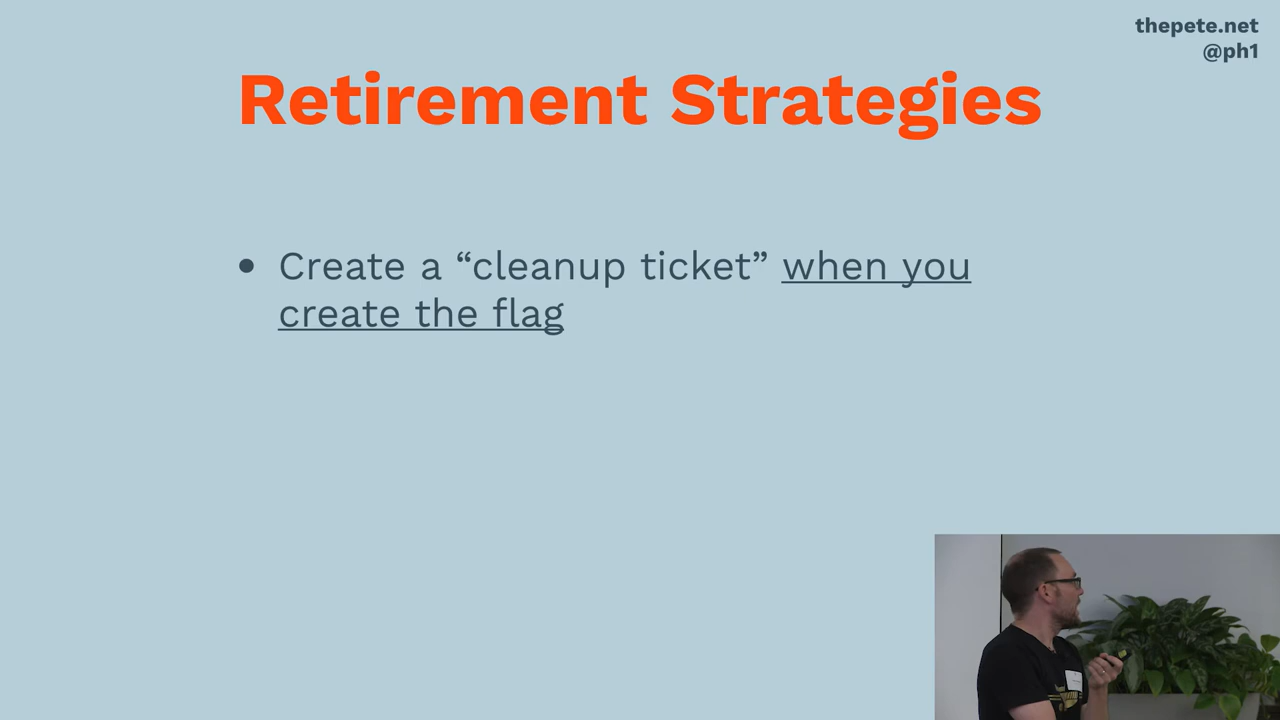 thepete.net
@ph1
Retirement Strategies
• Create a “cleanup ticket” when you
create the flag